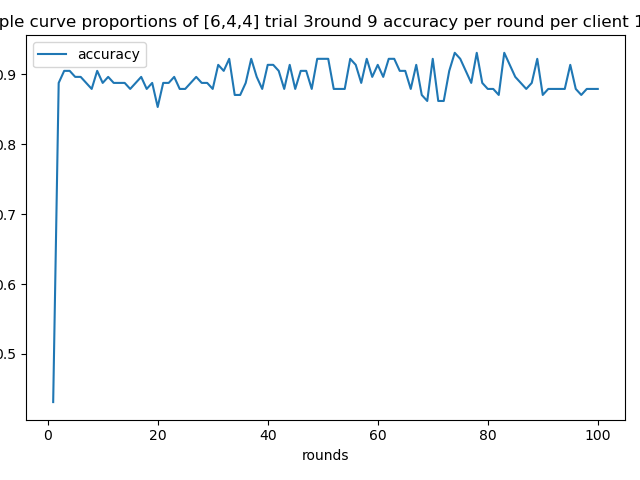 ple curve proportions of [6,4,4] trial 3round 9 accuracy per round per client 1
accuracy
0.9
0.8
0.7
0.6
0.5
0 20 40 60 80 100
rounds